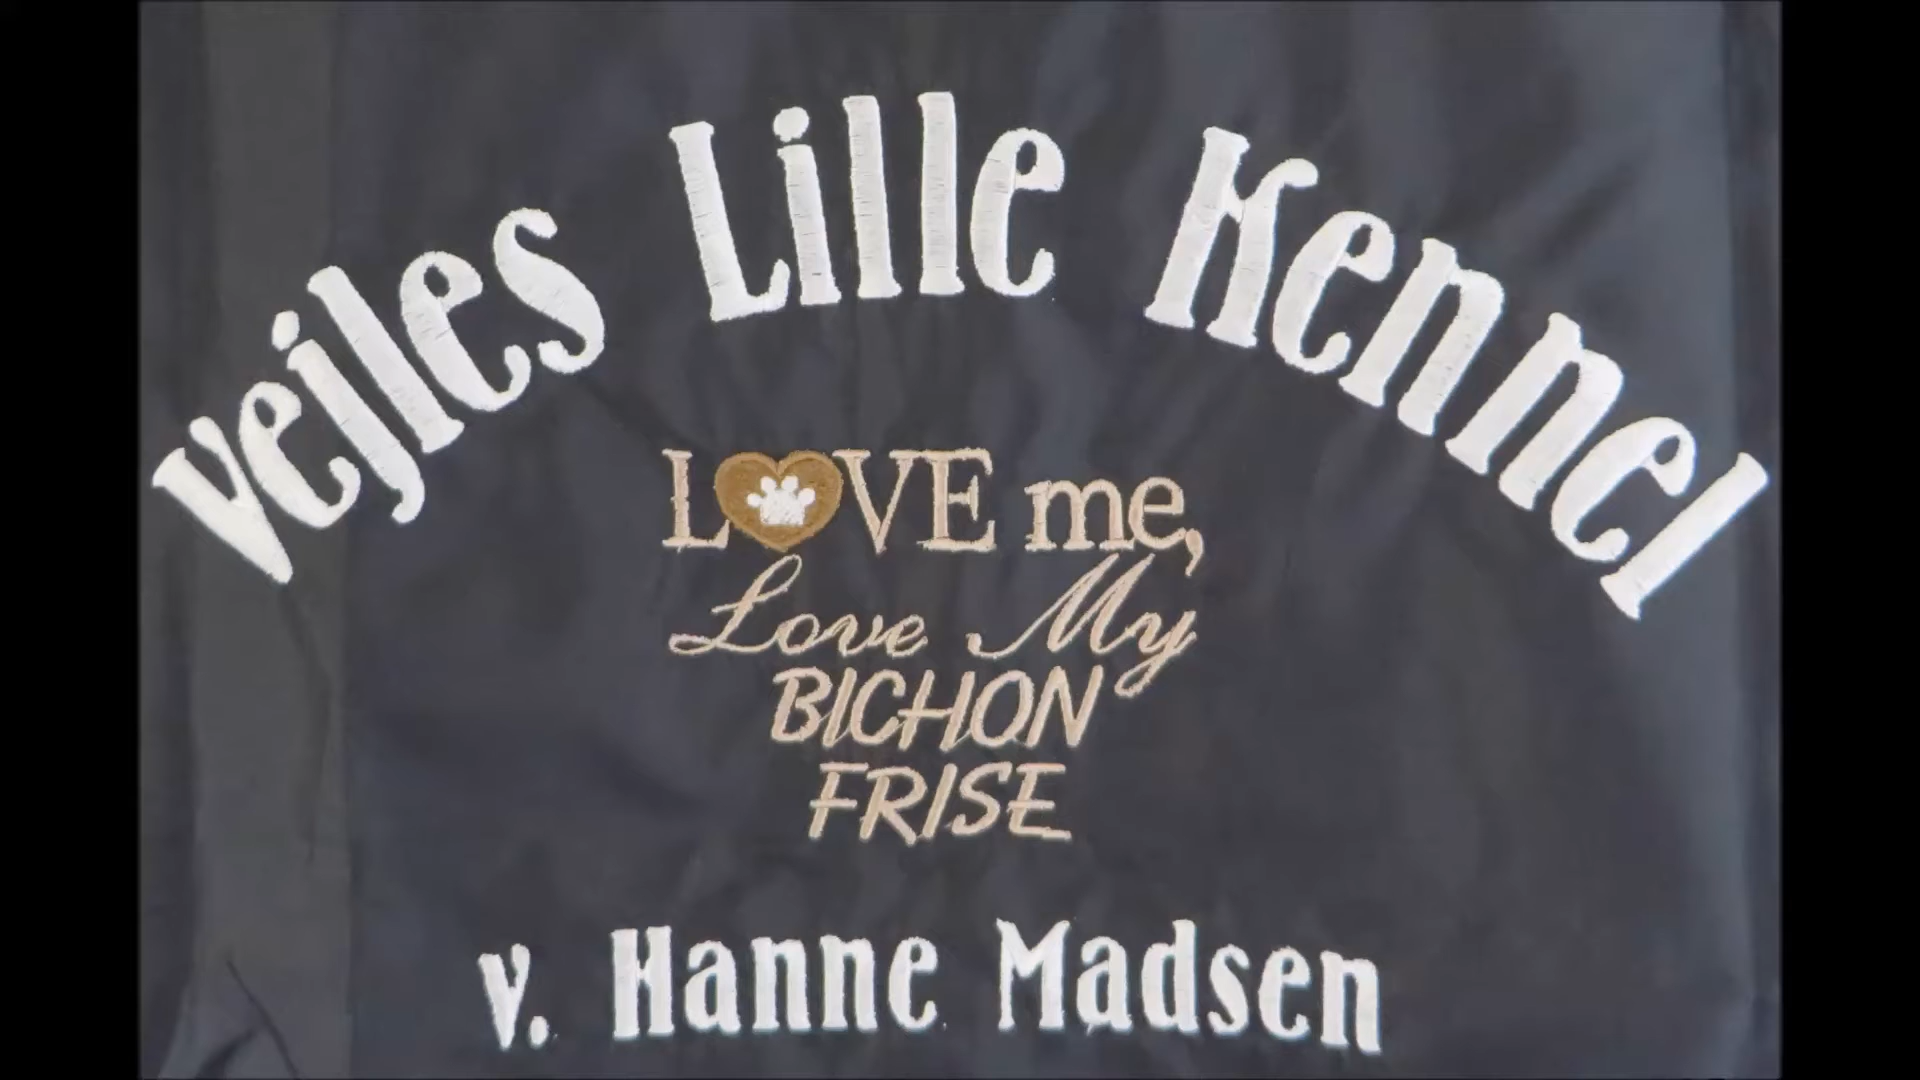 vejles Lille Kennel
LOVE me,
Love My
BICHON
FRISE
v. Hanne Madsen